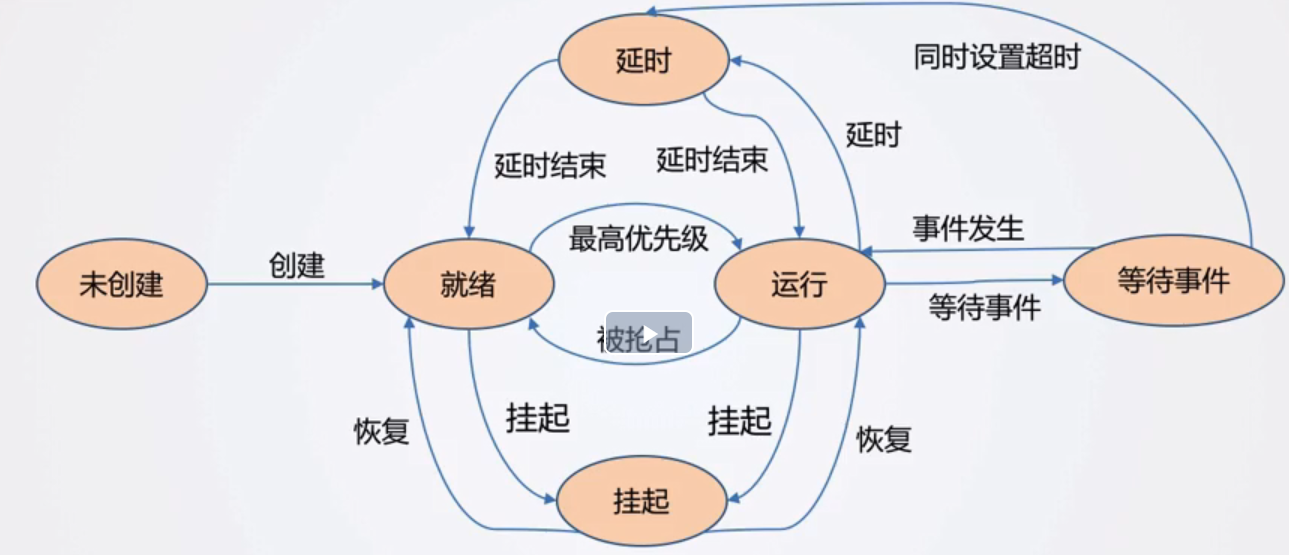 延时
同时设置超时
延时
延时结束
延时结束
事件发生
最高优先级
创建
未创建
就绪
运行
等待事件
等待事件
被抢占
挂起
挂起
恢复
恢复
挂起